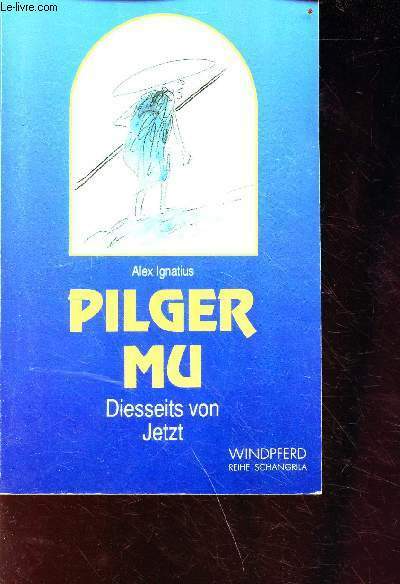 Le-livre.com
Alex Ignatius
PILGER
MU
Diesseits von
Jetzt
WINDPFERD
REIHE SCHANGRILA